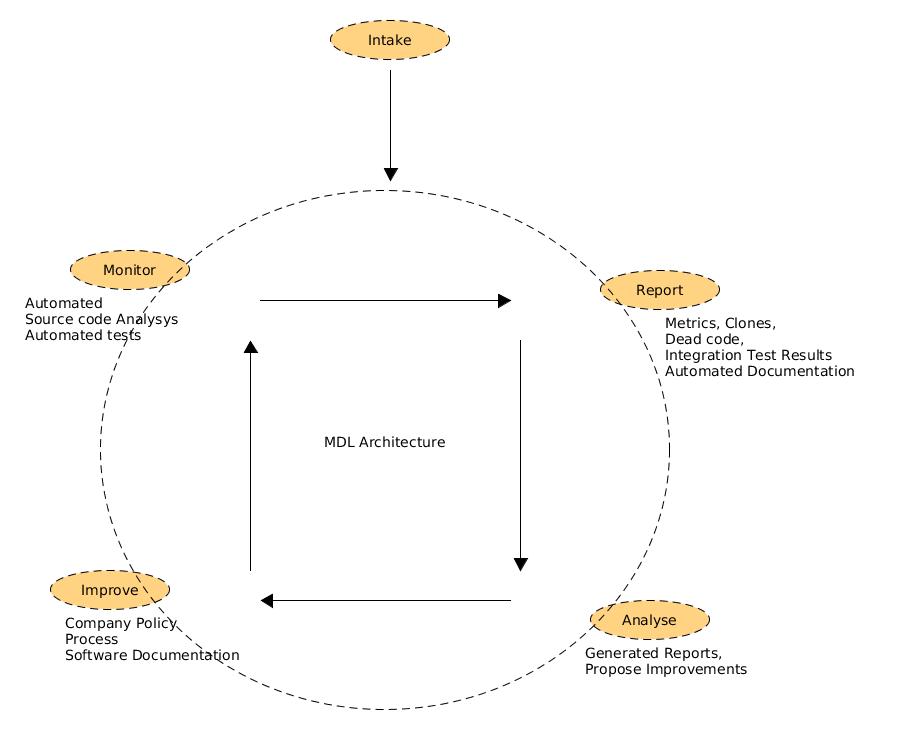 Intake
Monitor
Automated
Source code Analysys
Automated tests
Report
Metrics, Clones,
Dead code,
Integration Test Results
Automated Documentation
MDL Architecture
Improve
Company Policy
Process
Software Documentation
Analyse
Generated Reports,
Propose Improvements